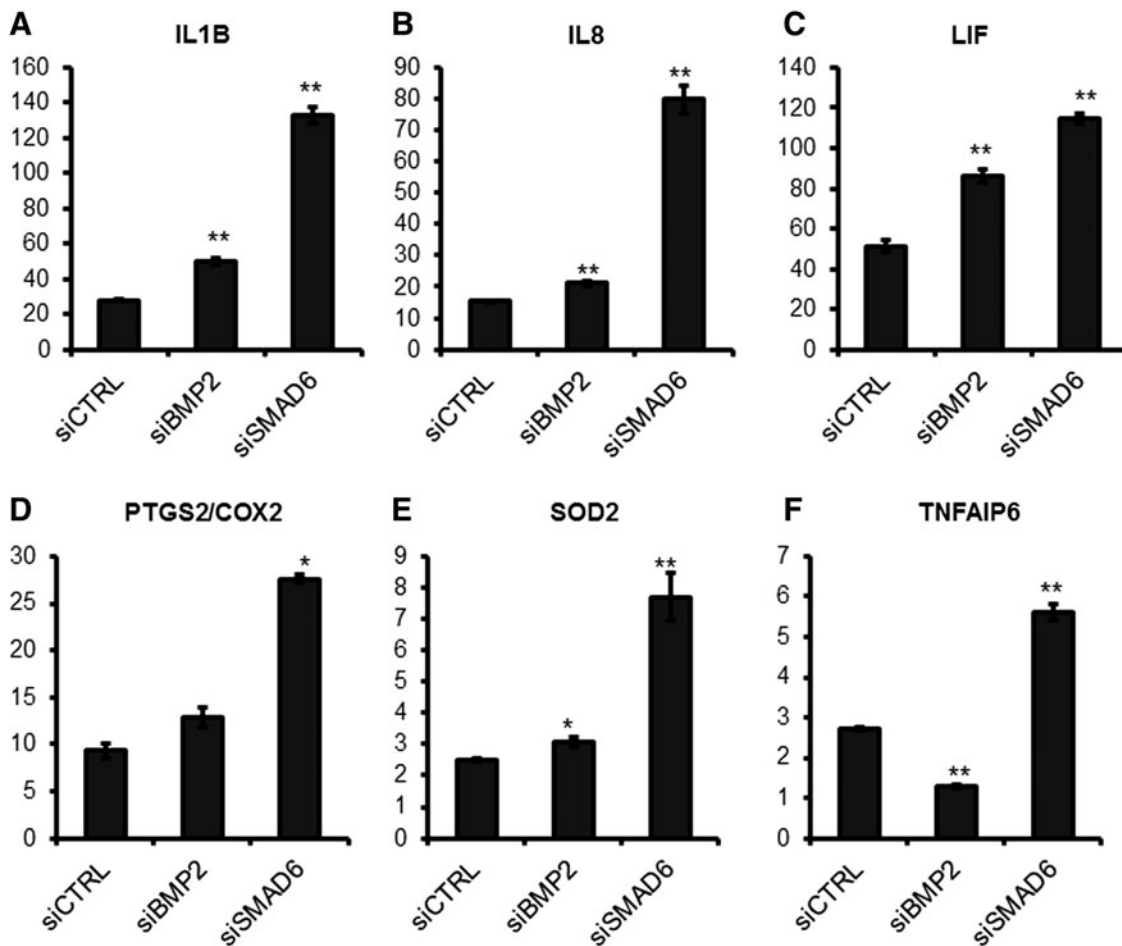 A
IL1B
160
140
120
100
80
60
40
20
0
**
**
siCTRL
siBMP2
siSMAD6
B
IL8
90
80
70
60
50
40
30
20
10
0
**
**
siCTRL
siBMP2
siSMAD6
C
LIF
140
120
100
80
60
40
20
0
**
**
siCTRL
siBMP2
siSMAD6
D
PTGS2/COX2
30
25
20
15
10
5
0
*
siCTRL
siBMP2
siSMAD6
E
SOD2
9
8
7
6
5
4
3
2
1
0
*
**
siCTRL
siBMP2
siSMAD6
F
TNFAIP6
7
6
5
4
3
2
1
0
**
**
siCTRL
siBMP2
siSMAD6